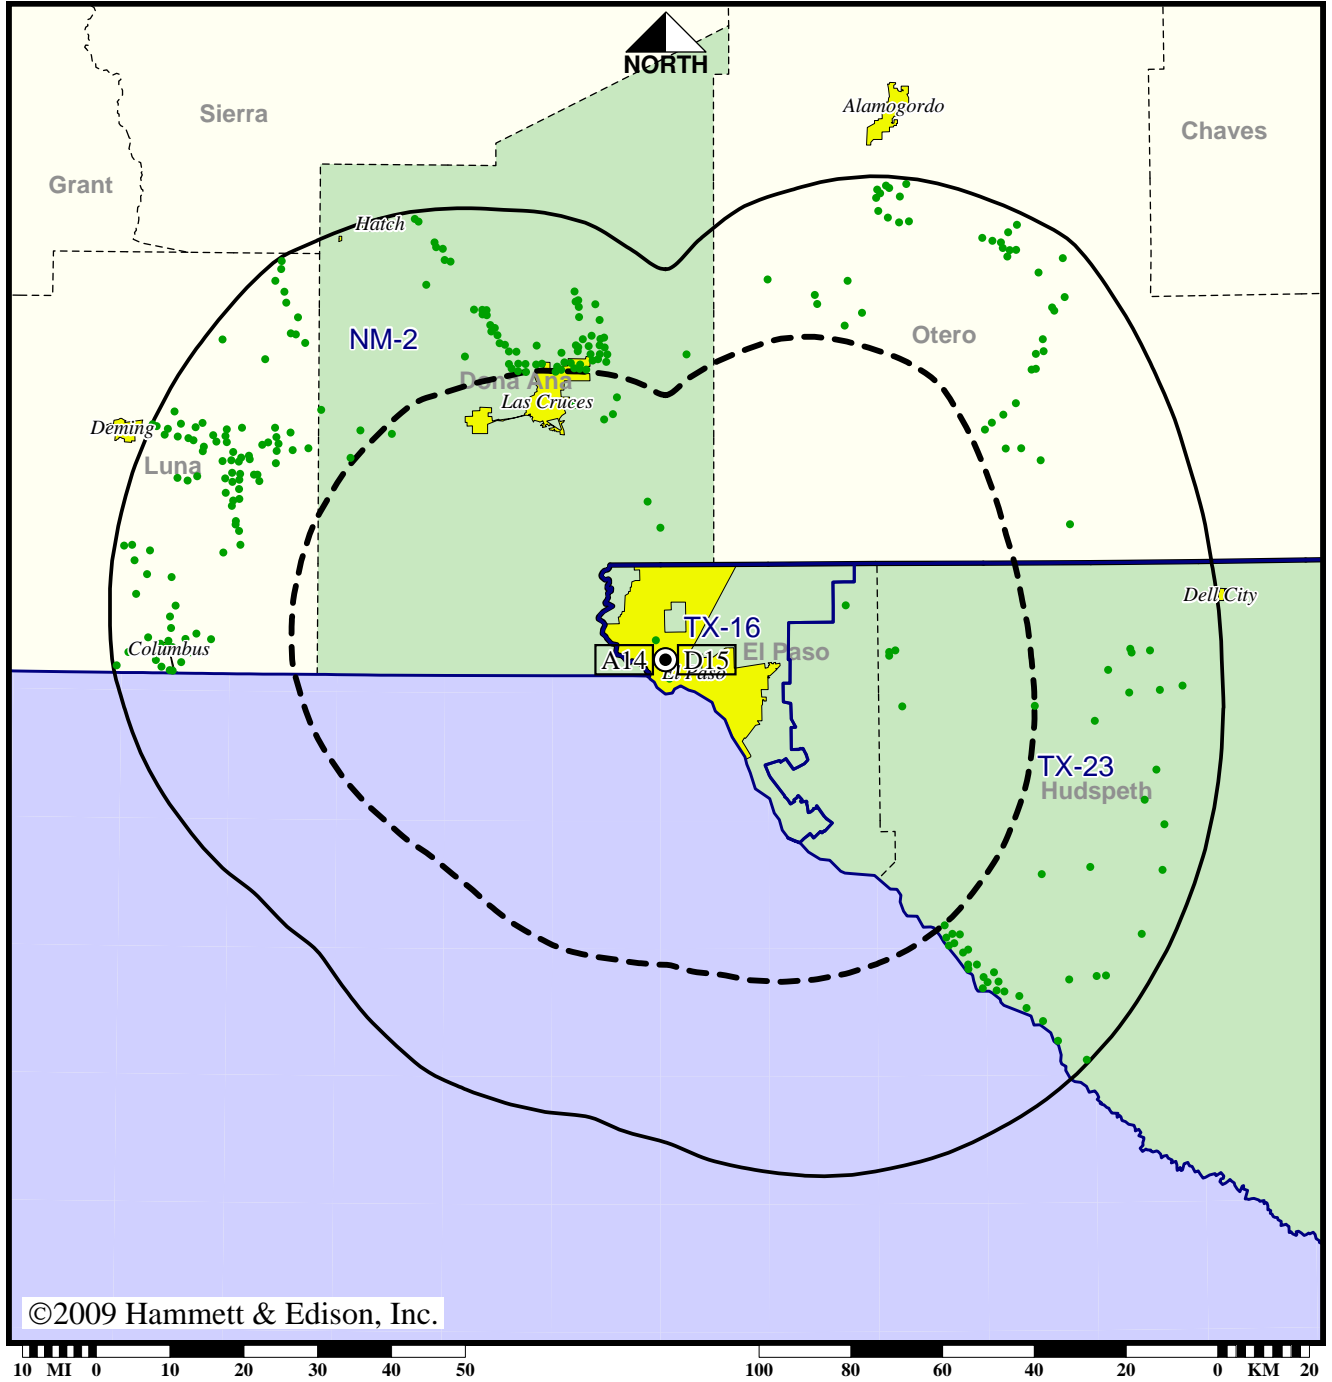 NORTH
Alamogordo
Sierra
Chaves
Grant
Hatch
NM-2
Otero
Dona Ana
Las Cruces
Deming
Luna
Dell City
TX-16
Columbus
El Paso
A14
D15
El Paso
TX-23
Hudspeth
©2009 Hammett & Edison, Inc.
10 MI 0 10 20 30 40 50 100 80 60 40 20 0 KM 20